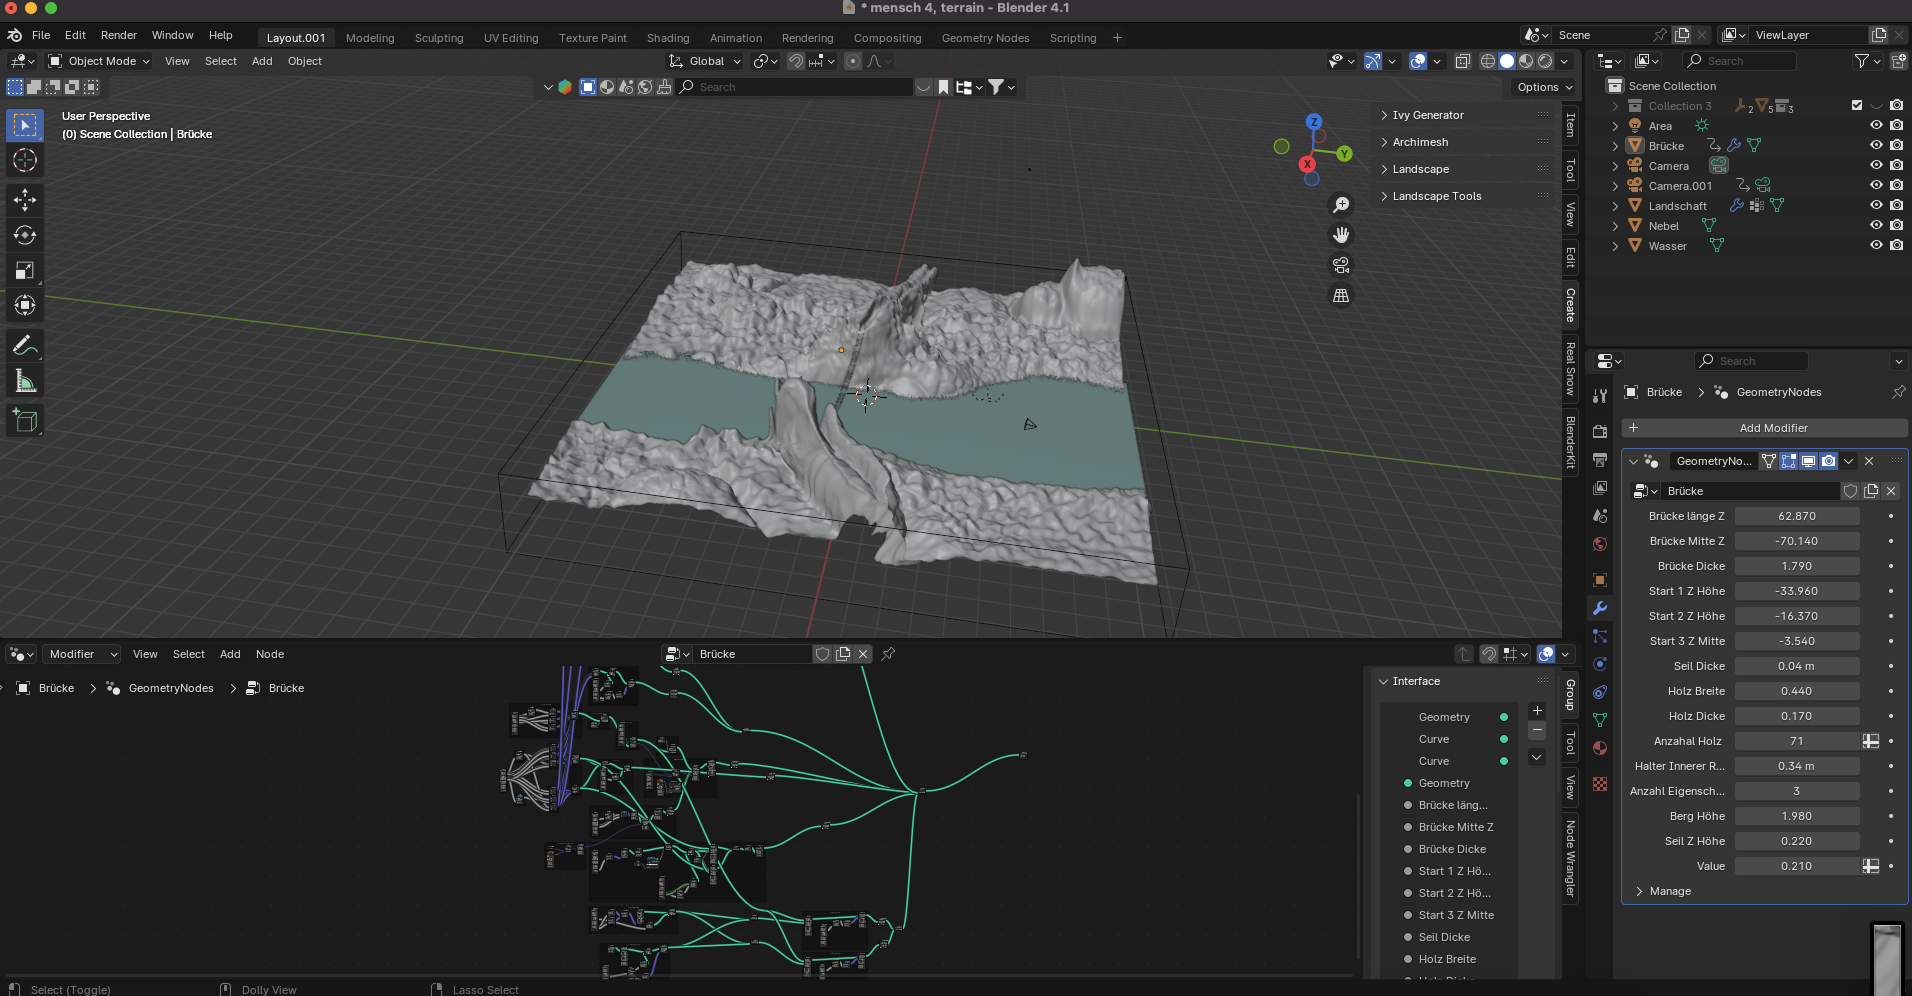 * mensch 4, terrain - Blender 4.1
File Edit Render Window Help
Layout.001 Modeling Sculpting UV Editing Texture Paint Shading Animation Rendering Compositing Geometry Nodes Scripting +
Scene
ViewLayer
Object Mode View Select Add Object
Global
Search
Search
Options
User Perspective
(0) Scene Collection | Brücke
Z
Y
X
Ivy Generator
Archimesh
Landscape
Landscape Tools
Item
Tool
View
Edit
Create
Real Snow
BlenderKit
Scene Collection
Collection 3 2 5 3
Area
Brücke
Camera
Camera.001
Landschaft
Nebel
Wasser
Search
Brücke > GeometryNodes
+ Add Modifier
GeometryNo...
Brücke
Brücke länge Z 62.870
Brücke Mitte Z -70.140
Brücke Dicke 1.790
Start 1 Z Höhe -33.960
Start 2 Z Höhe -16.370
Start 3 Z Mitte -3.540
Seil Dicke 0.04 m
Holz Breite 0.440
Holz Dicke 0.170
Anzahal Holz 71
Halter Innerer R... 0.34 m
Anzahl Eigensch... 3
Berg Höhe 1.980
Seil Z Höhe 0.220
Value 0.210
Manage
Modifier View Select Add Node
Brücke
Brücke > GeometryNodes > Brücke
Interface
Geometry
Curve
Curve
Geometry
Brücke läng...
Brücke Mitte Z
Brücke Dicke
Start 1 Z Hö...
Start 2 Z Hö...
Start 3 Z Mitte
Seil Dicke
Holz Breite
Group
Tool
View
Node Wrangler
Select (Toggle)
Dolly View
Lasso Select